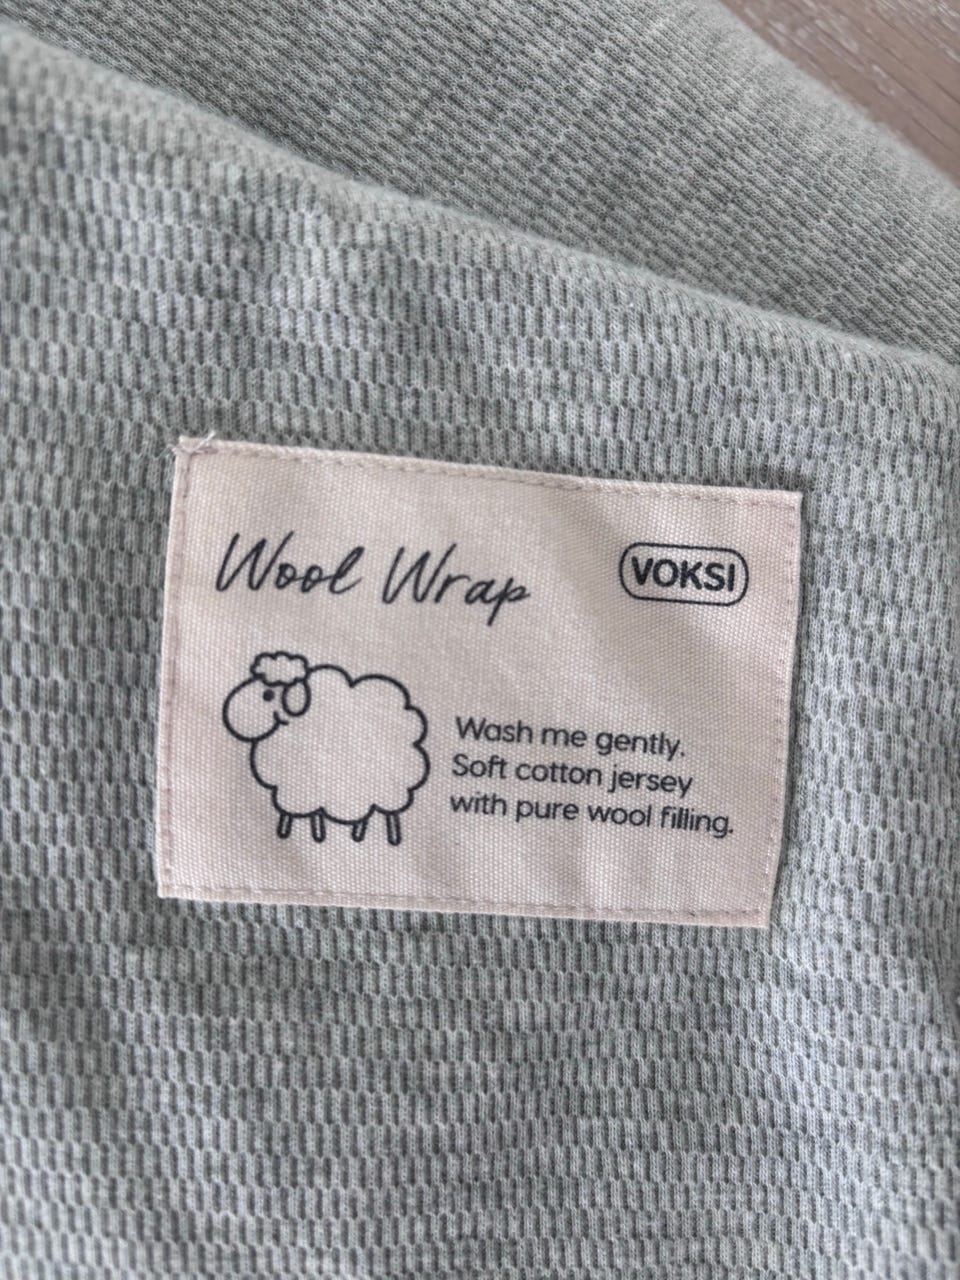 Wool Wrap
VOKSI
Wash me gently.
Soft cotton jersey
with pure wool filling.